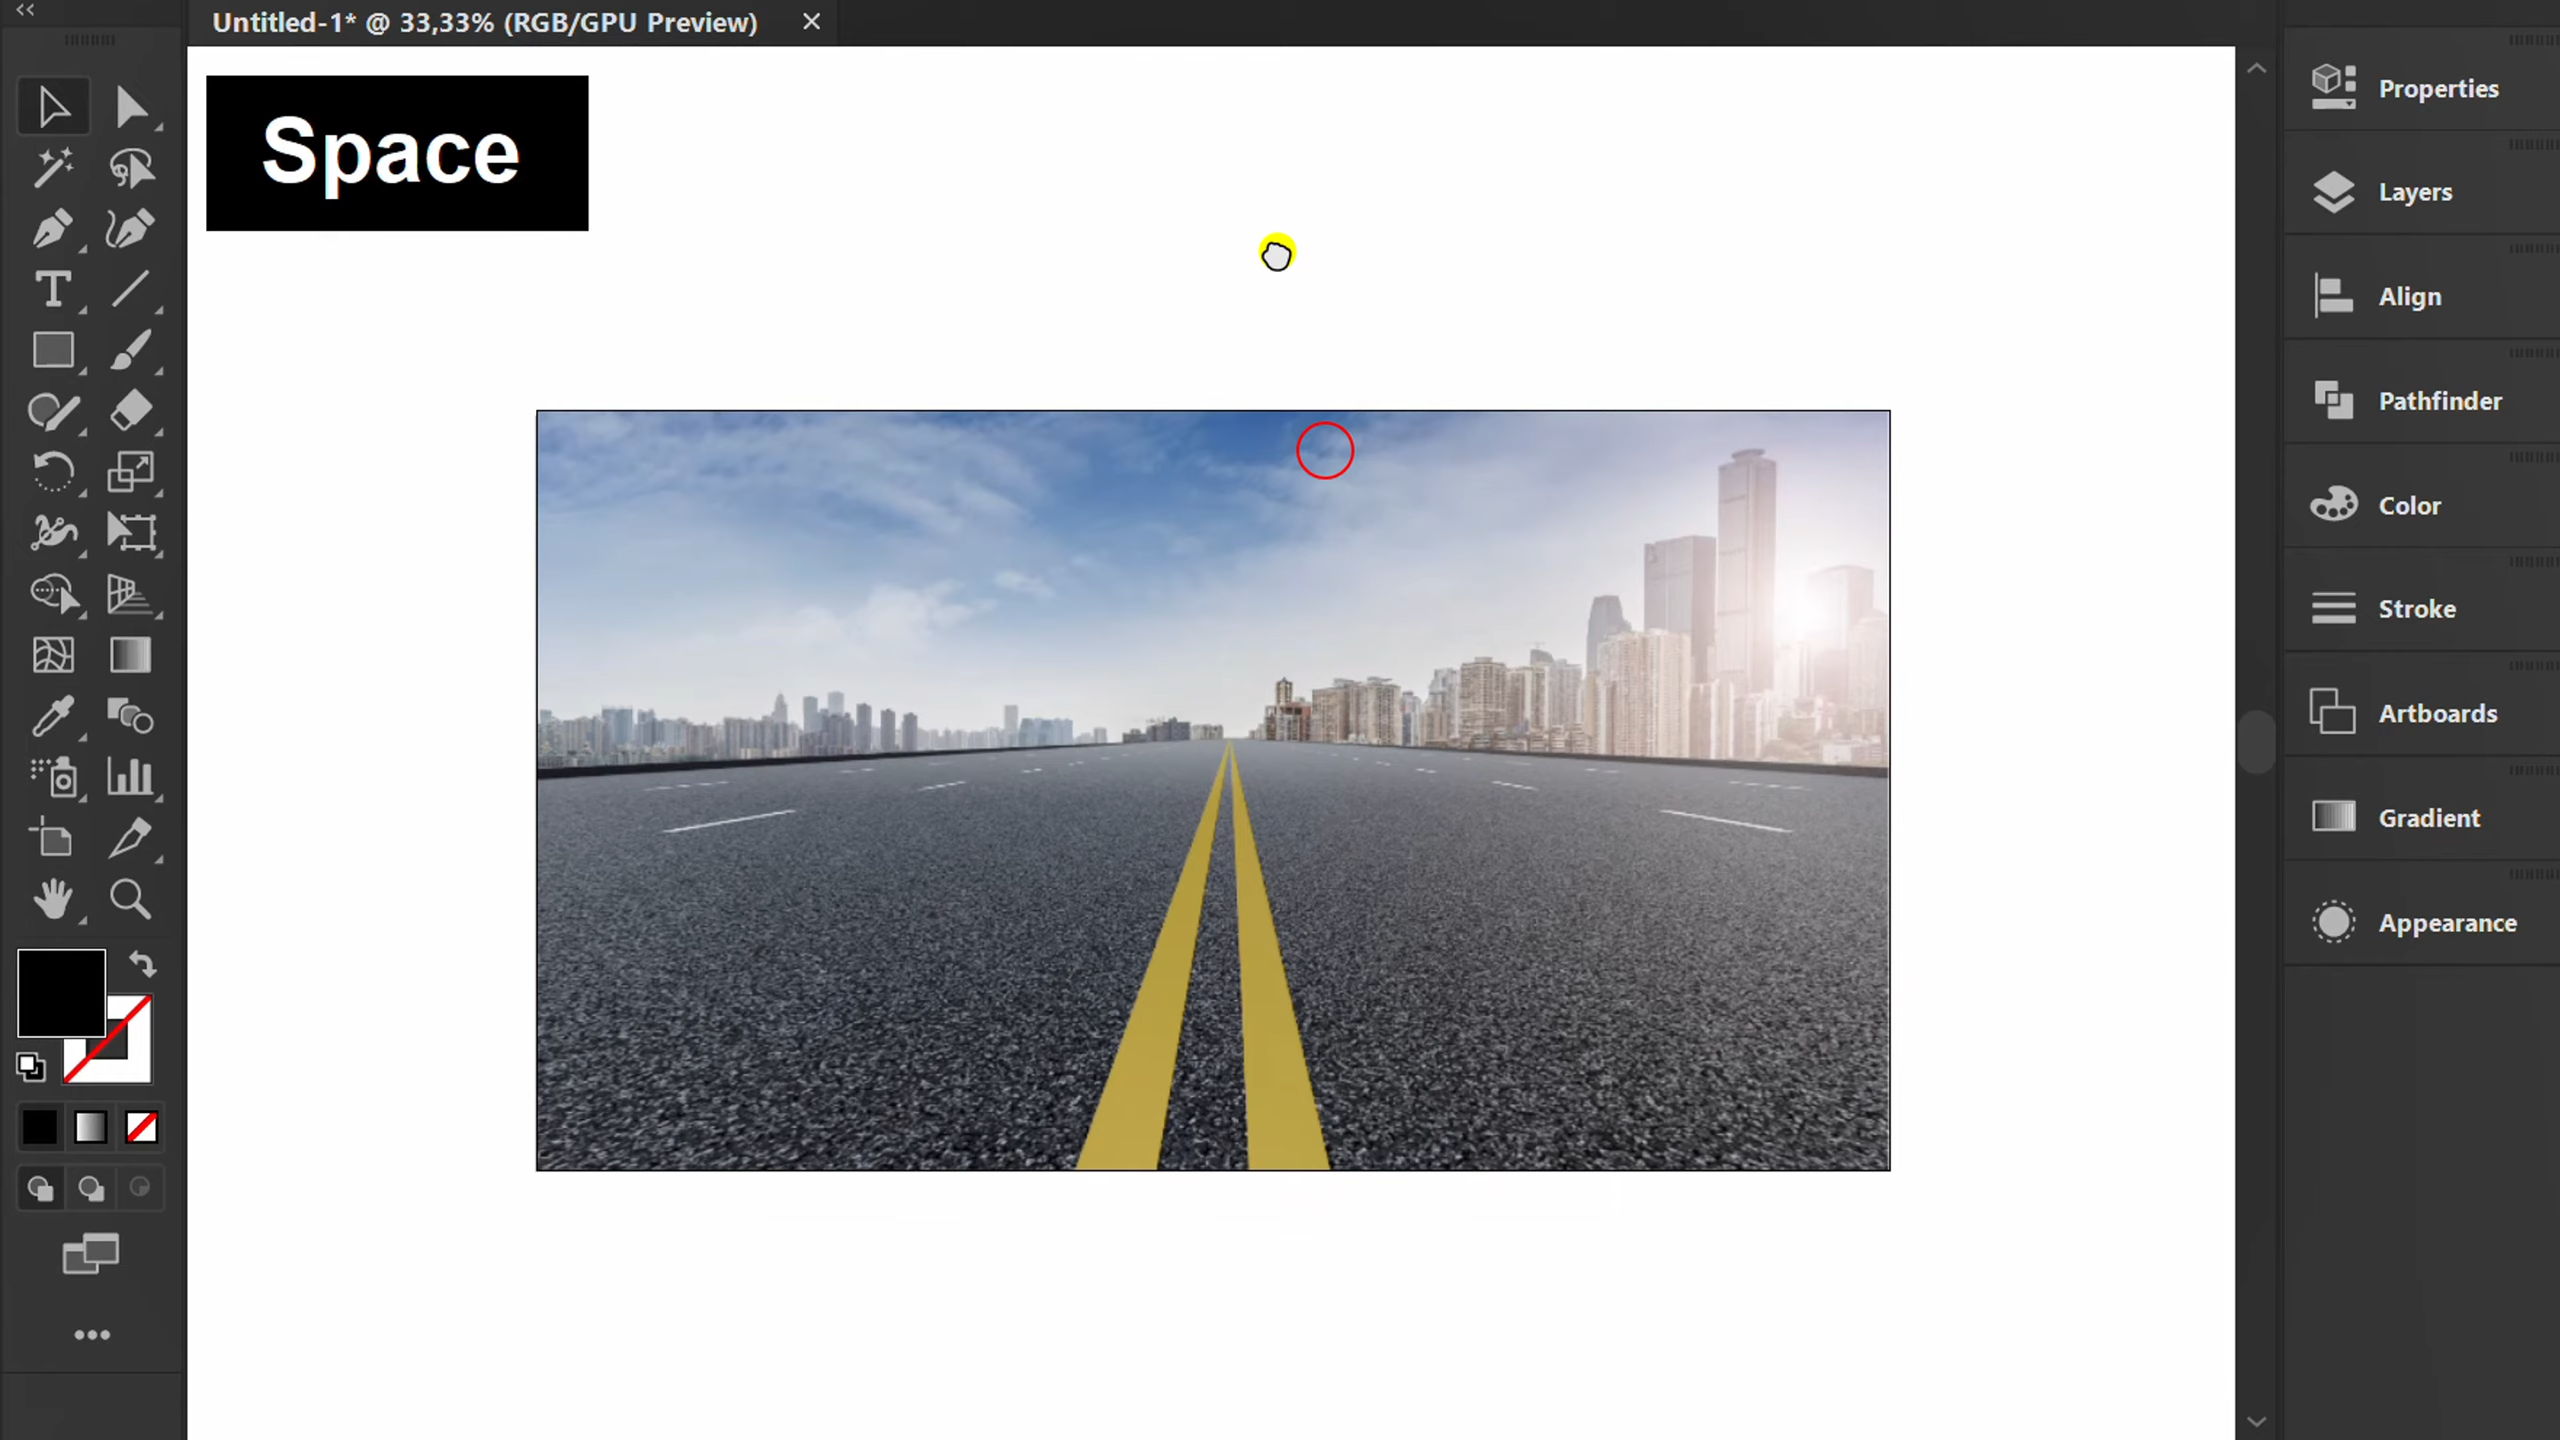 Untitled-1* @ 33,33% (RGB/GPU Preview)
Space
Properties
Layers
Align
Pathfinder
Color
Stroke
Artboards
Gradient
Appearance